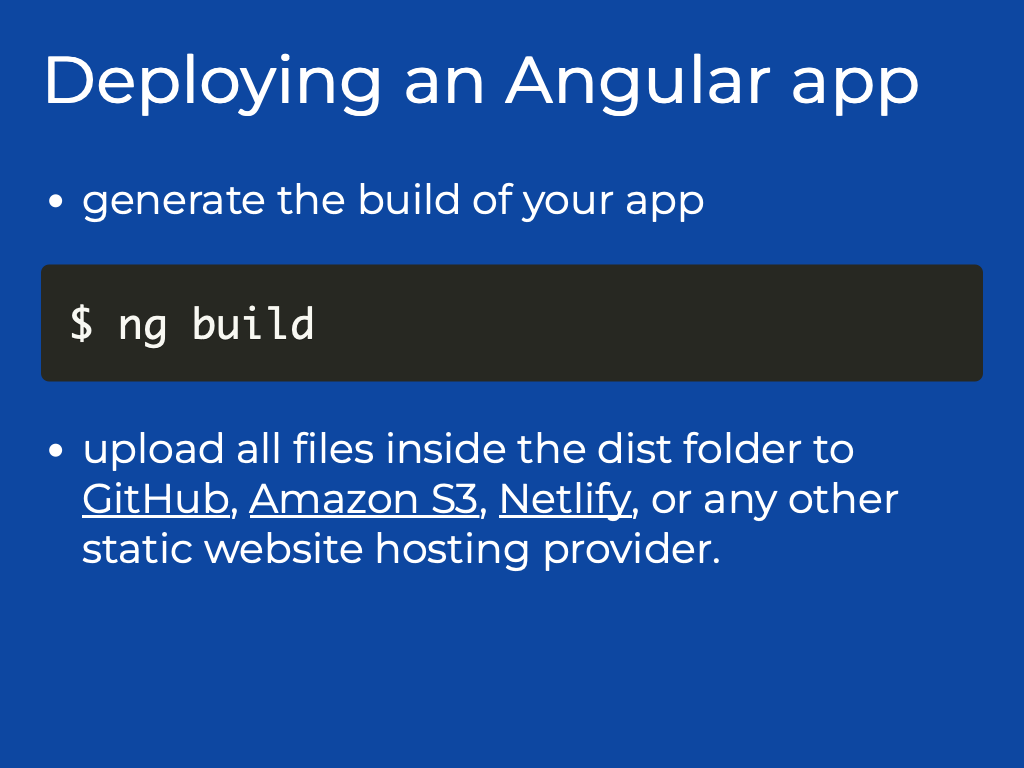 Deploying an Angular app
• generate the build of your app
$ ng build
• upload all files inside the dist folder to
GitHub, Amazon S3, Netlify, or any other
static website hosting provider.